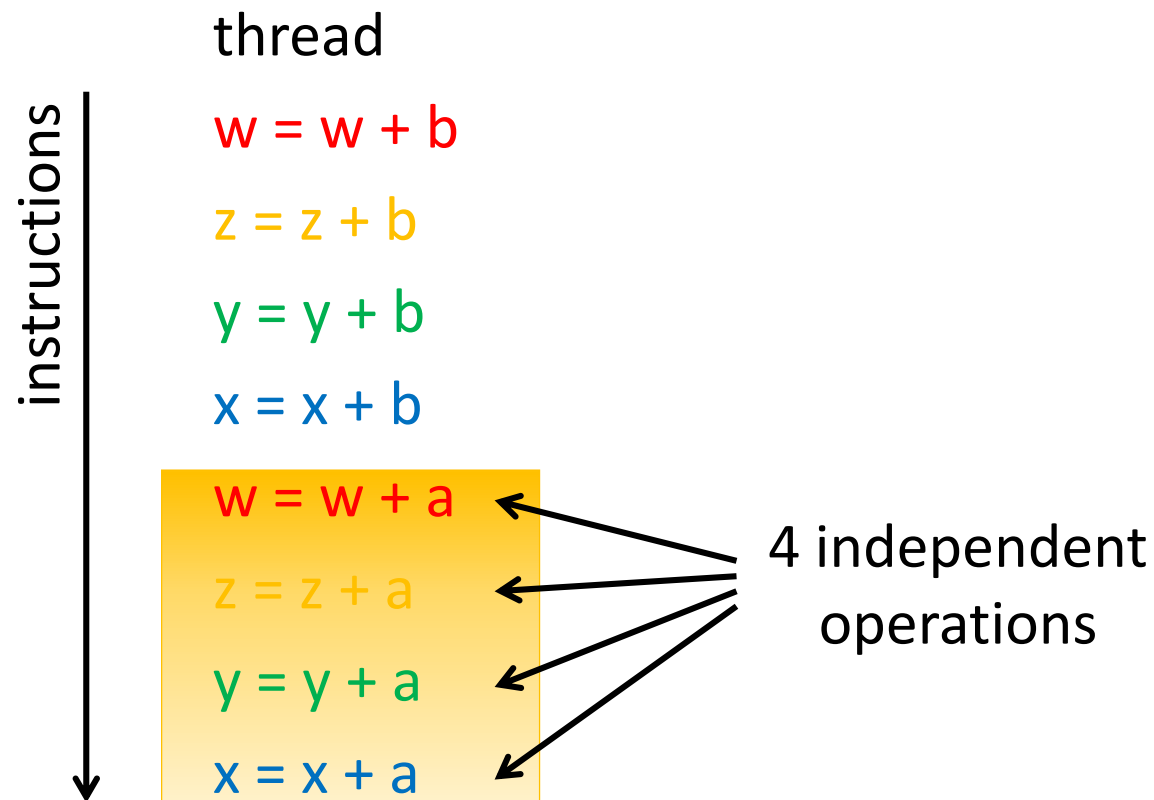 thread
instructions
w = w + b
z = z + b
y = y + b
x = x + b
w = w + a
z = z + a
y = y + a
x = x + a
4 independent
operations